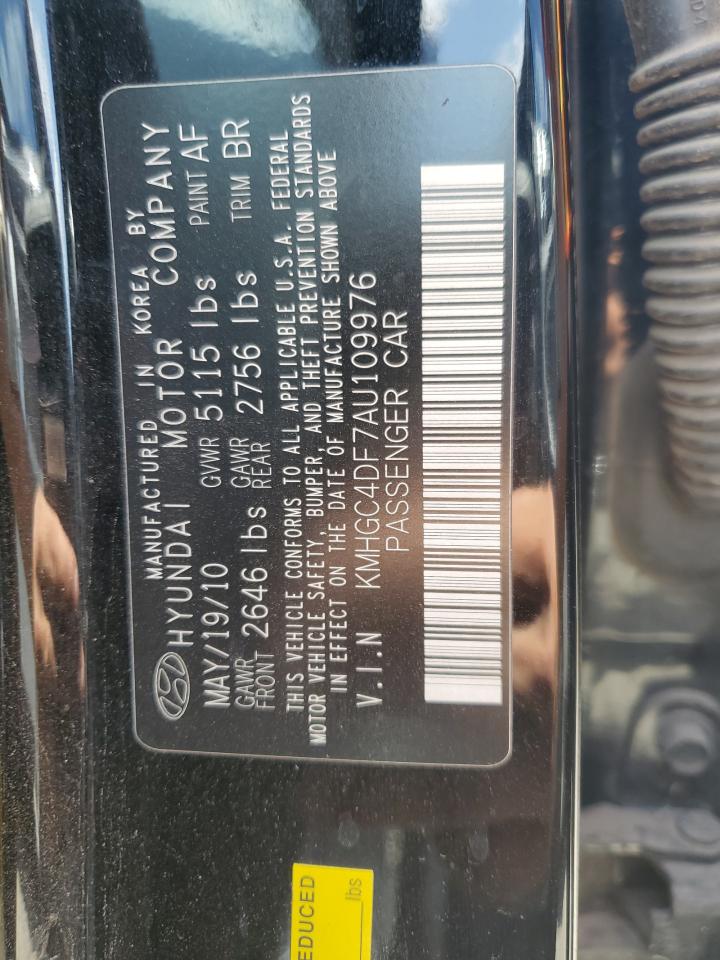 MANUFACTURED IN KOREA BY
HYUNDAI MOTOR COMPANY
MAY/19/10 GVWR 5115 lbs PAINT AF
GAWR FRONT 2646 lbs GAWR REAR 2756 lbs TRIM BR
THIS VEHICLE CONFORMS TO ALL APPLICABLE U.S.A. FEDERAL
MOTOR VEHICLE SAFETY, BUMPER, AND THEFT PREVENTION STANDARDS
IN EFFECT ON THE DATE OF MANUFACTURE SHOWN ABOVE
V.I.N KMHGC4DF7AU109976
PASSENGER CAR
EDUCED
lbs